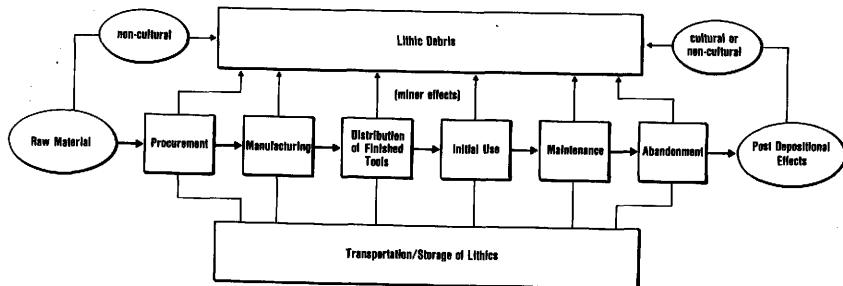 non-cultural
Lithic Debris
cultural or
non-cultural
(minor effects)
Raw Material
Procurement
Manufacturing
Distribution
of Finished
Tools
Initial Use
Maintenance
Abandonment
Post Depositional
Effects
Transportation/Storage of Lithics